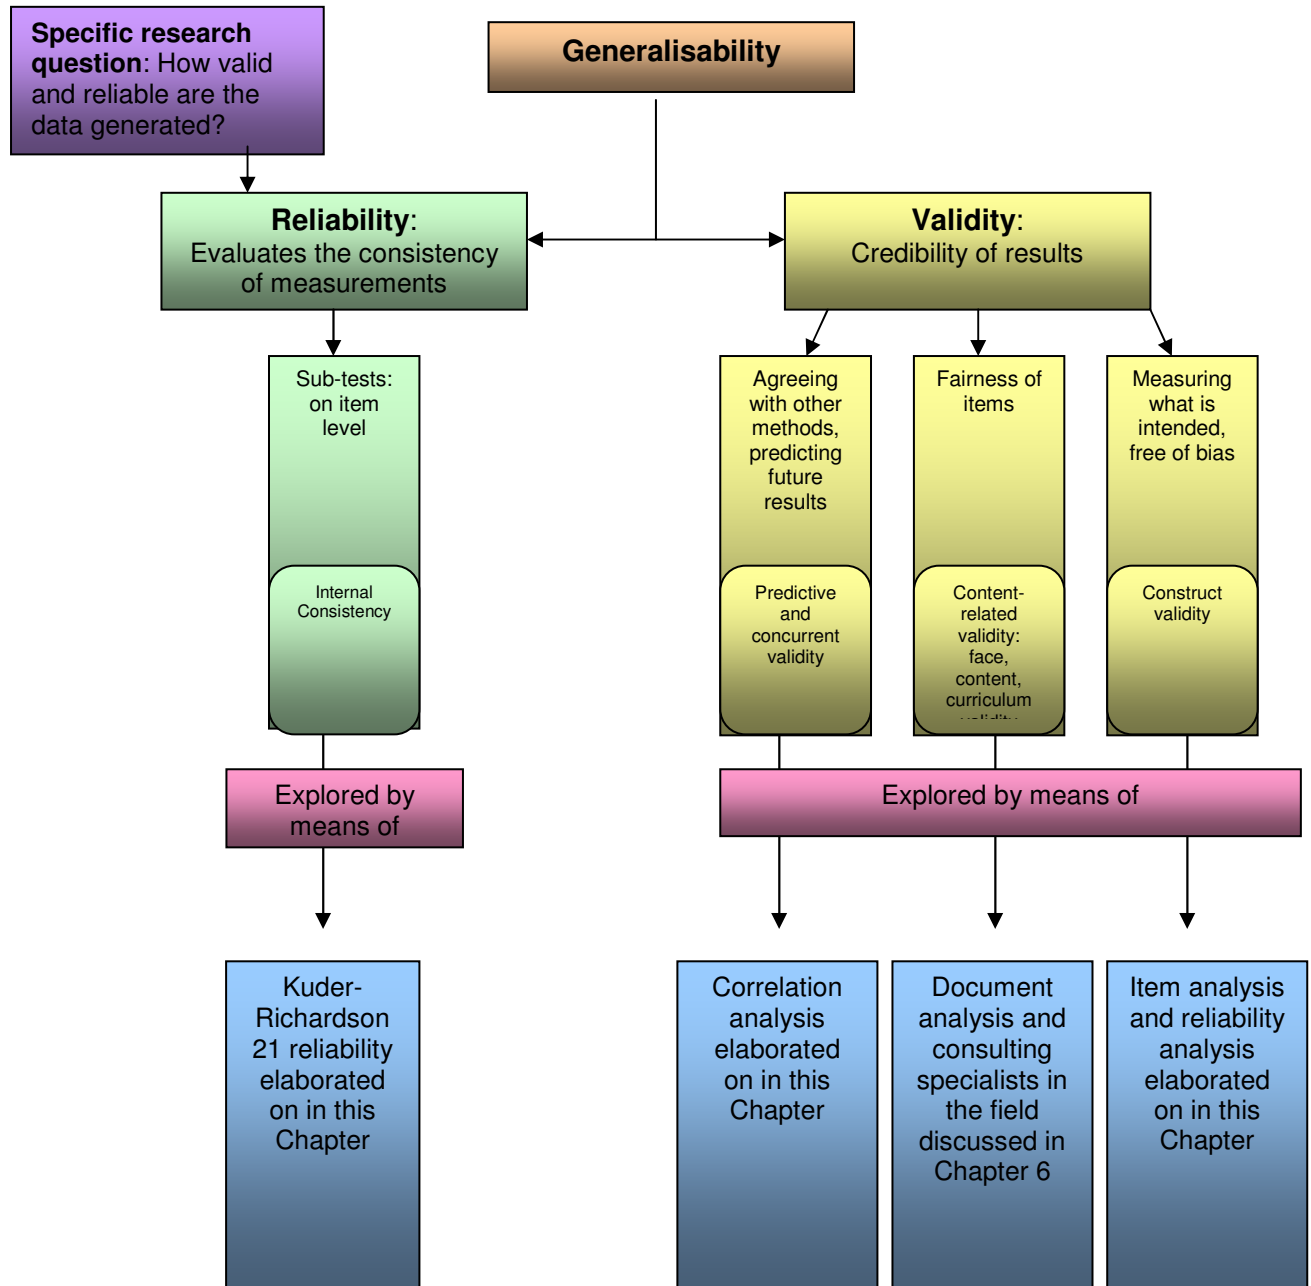 Specific research
question: How valid
and reliable are the
data generated?
Generalisability
Reliability:
Evaluates the consistency
of measurements
Validity:
Credibility of results
Sub-tests:
on item
level
Agreeing
with other
methods,
predicting
future
results
Fairness of
items
Measuring
what is
intended,
free of bias
Internal
Consistency
Predictive
and
concurrent
validity
Content-
related
validity:
face,
content,
curriculum
validity
Construct
validity
Explored by
means of
Explored by means of
Kuder-
Richardson
21 reliability
elaborated
on in this
Chapter
Correlation
analysis
elaborated
on in this
Chapter
Document
analysis and
consulting
specialists in
the field
discussed in
Chapter 6
Item analysis
and reliability
analysis
elaborated
on in this
Chapter